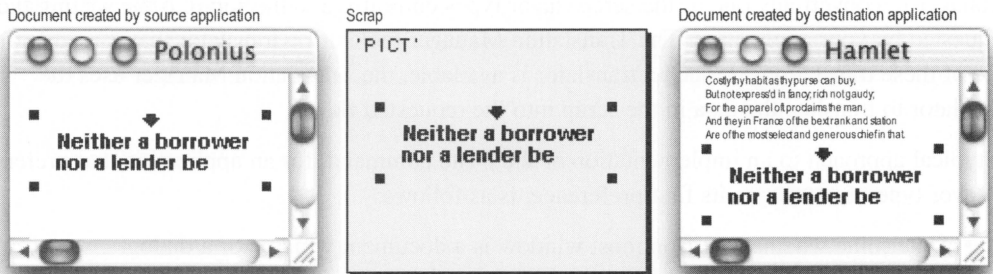 Document created by source application
Scrap
Document created by destination application
Polonius
Neither a borrower
nor a lender be
'PICT'
Neither a borrower
nor a lender be
Hamlet
Costly thy habit as thy purse can buy,
But not express'd in fancy; rich not gaudy;
For the apparel oft proclaims the man,
And they in France of the best rank and station
Are of the most select and generous chief in that.
Neither a borrower
nor a lender be